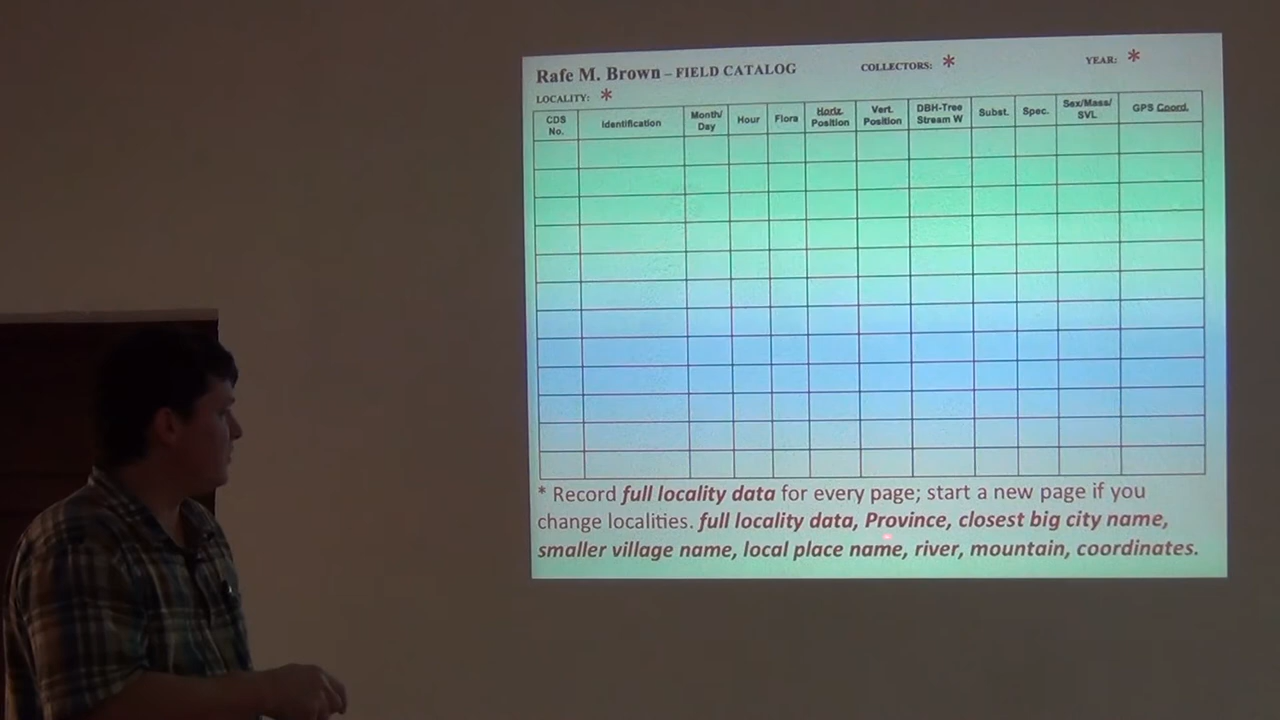 Rafe M. Brown – FIELD CATALOG COLLECTORS: * YEAR: *
LOCALITY: *
CDS No. Identification Month/ Day Hour Flora Horiz. Position Vert. Position DBH-Tree Stream W Subst. Spec. Sex/Mass/ SVL GPS Coord.
* Record full locality data for every page; start a new page if you
change localities. full locality data, Province, closest big city name,
smaller village name, local place name, river, mountain, coordinates.